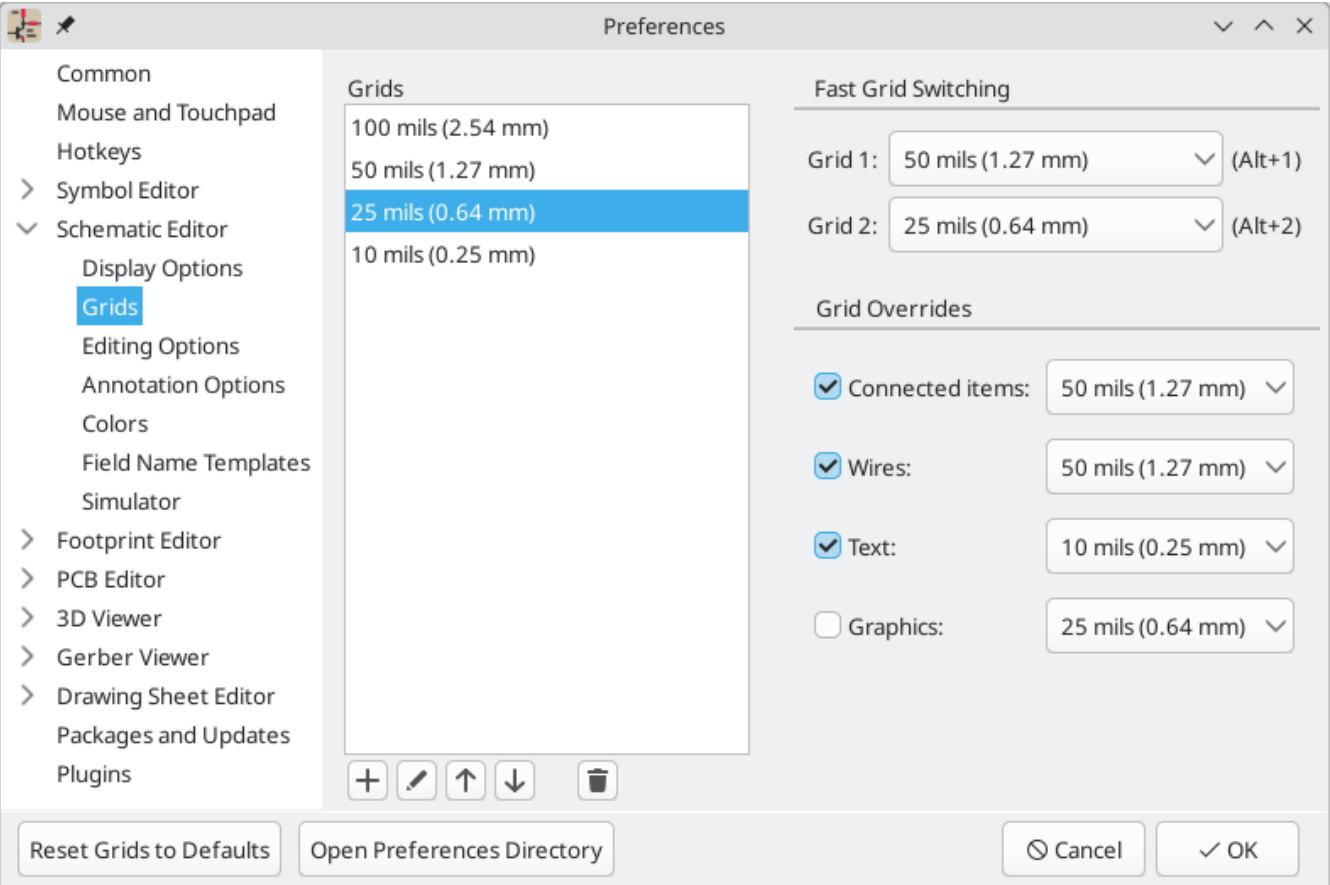 Preferences
Common
Mouse and Touchpad
Hotkeys
Symbol Editor
Schematic Editor
Display Options
Grids
Editing Options
Annotation Options
Colors
Field Name Templates
Simulator
Footprint Editor
PCB Editor
3D Viewer
Gerber Viewer
Drawing Sheet Editor
Packages and Updates
Plugins
Grids
100 mils (2.54 mm)
50 mils (1.27 mm)
25 mils (0.64 mm)
10 mils (0.25 mm)
Fast Grid Switching
Grid 1: 50 mils (1.27 mm) (Alt+1)
Grid 2: 25 mils (0.64 mm) (Alt+2)
Grid Overrides
Connected items: 50 mils (1.27 mm)
Wires: 50 mils (1.27 mm)
Text: 10 mils (0.25 mm)
Graphics: 25 mils (0.64 mm)
Reset Grids to Defaults Open Preferences Directory Cancel OK